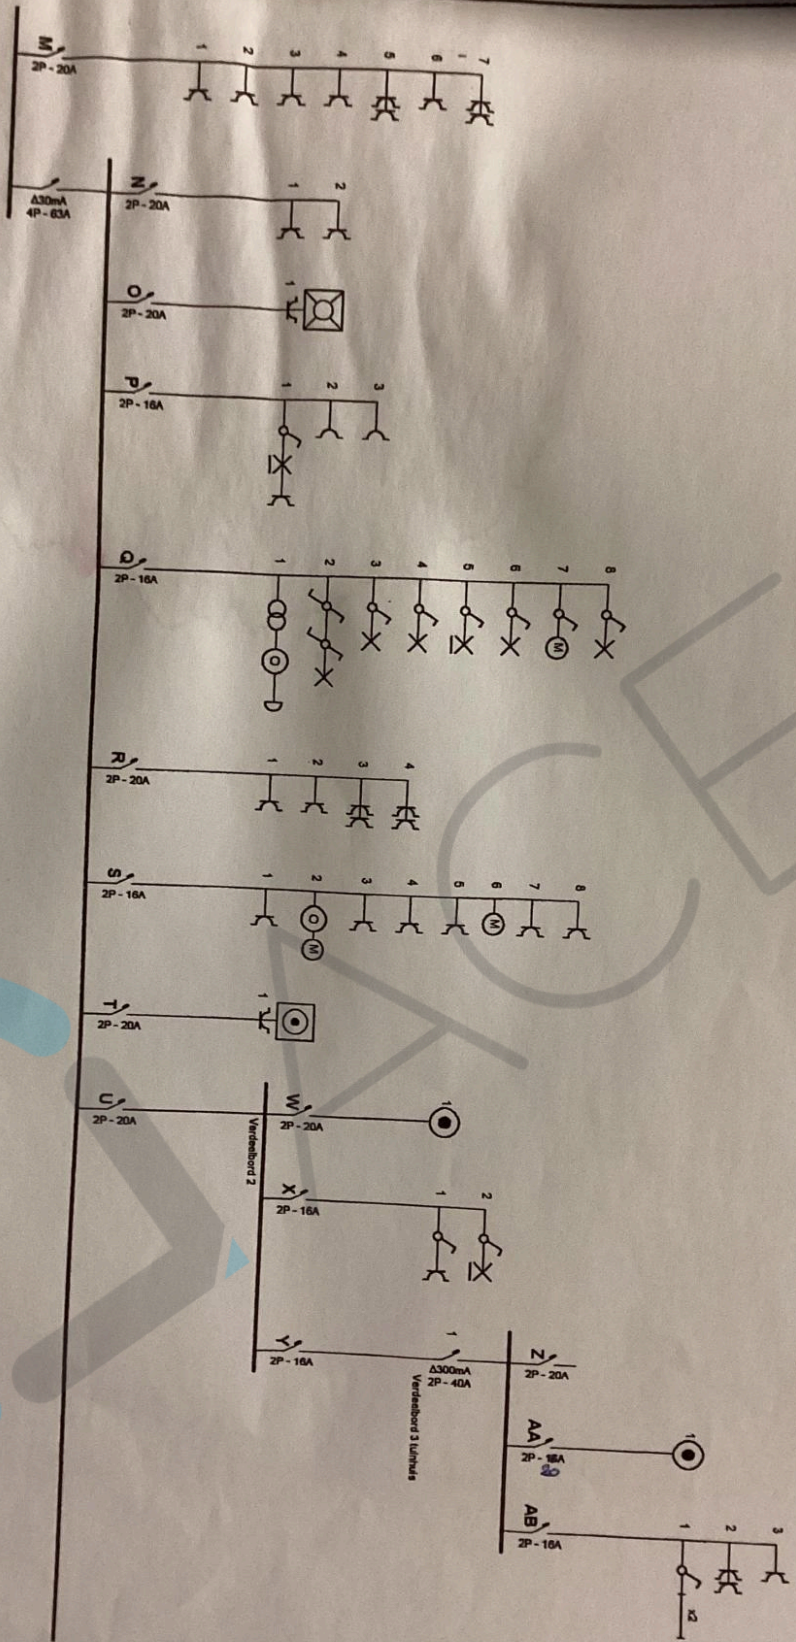 M
2P - 20A
1 2 3 4 5 6 7
Δ30mA
4P - 63A
N
2P - 20A
1 2
O
2P - 20A
1
P
2P - 16A
1 2 3
Q
2P - 16A
1 2 3 4 5 6 7 8
M
R
2P - 20A
1 2 3 4
S
2P - 16A
1 2 3 4 5 6 7 8
M
M
T
2P - 20A
1
U
2P - 20A
Verdeelbord 2
W
2P - 20A
1
X
2P - 16A
1 2
Y
2P - 16A
1
Δ300mA
2P - 40A
Verdeelbord 3 tuinhuis
Z
2P - 20A
AA
2P - 16A
20
1
AB
2P - 16A
1 2 3
x2